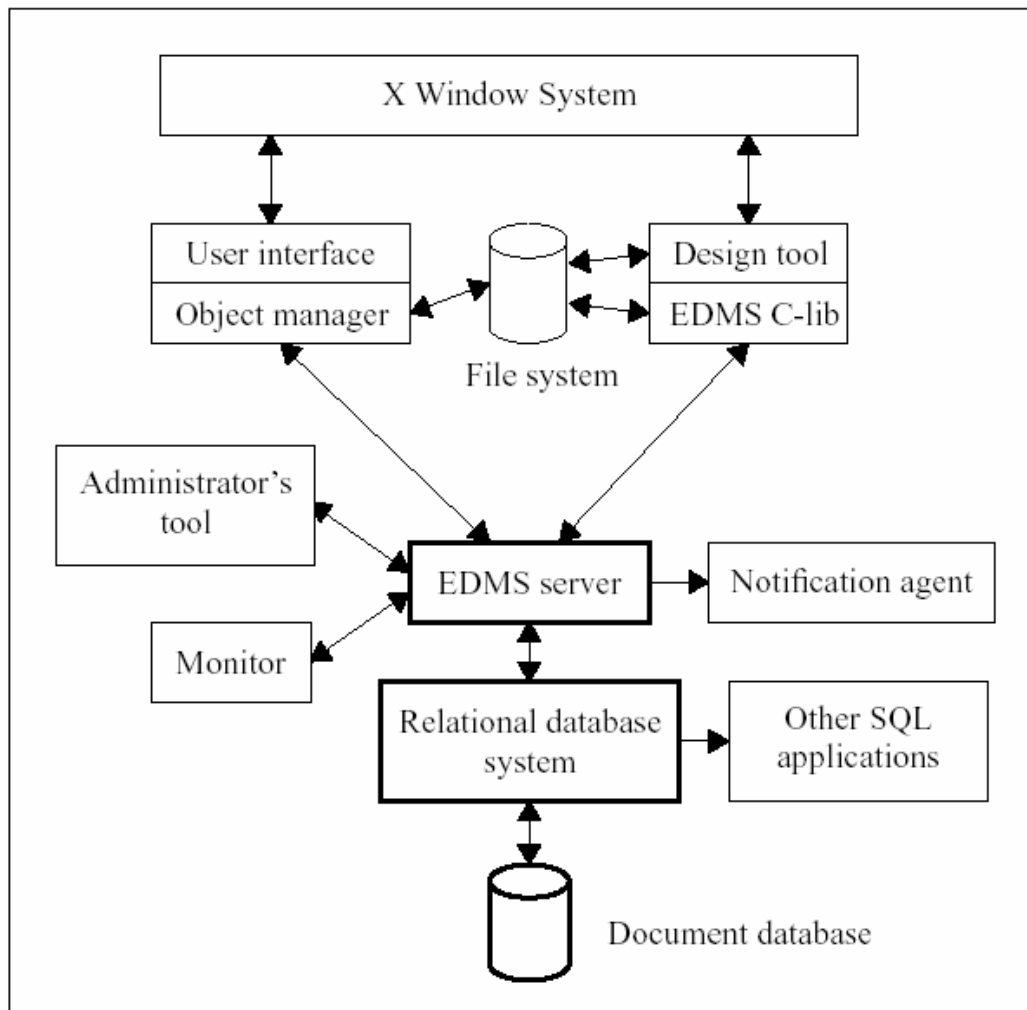 X Window System
User interface
Object manager
Design tool
EDMS C-lib
File system
Administrator’s
tool
EDMS server
Notification agent
Monitor
Relational database
system
Other SQL
applications
Document database